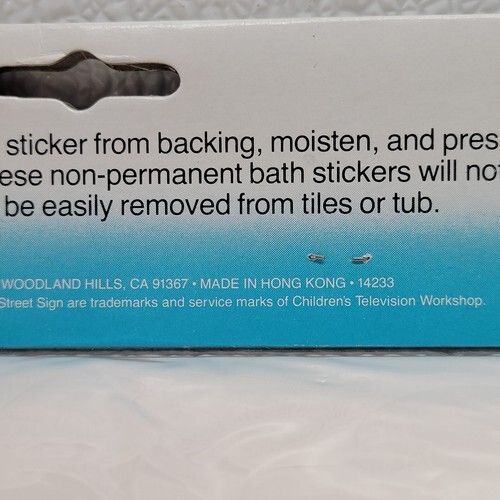 sticker from backing, moisten, and pres
ese non-permanent bath stickers will not
be easily removed from tiles or tub.
WOODLAND HILLS, CA 91367 • MADE IN HONG KONG • 14233
Street Sign are trademarks and service marks of Children's Television Workshop.